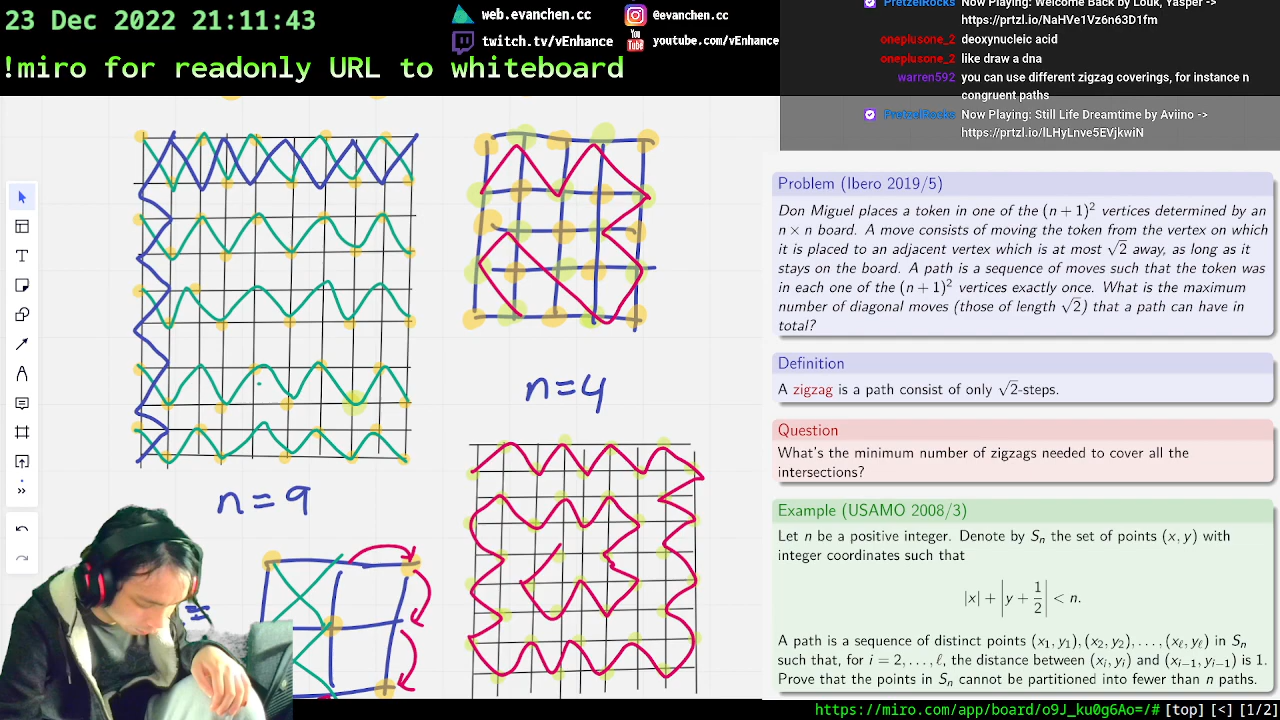 23 Dec 2022 21:11:43
web.evanchen.cc
@evanchen.cc
twitch.tv/vEnhance
youtube.com/vEnhance
!miro for readonly URL to whiteboard
PretzelRocks Now Playing: Welcome Back by Louk, Yasper ->
oneplusone_2 deoxynucleic acid
oneplusone_2 like draw a dna
warren592 you can use different zigzag coverings, for instance n
congruent paths
PretzelRocks Now Playing: Still Life Dreamtime by Aviino ->
https://prtzl.io/lLHyLnve5EVjkwiN
n=9
n=4
=
Problem (Ibero 2019/5)
Don Miguel places a token in one of the (n + 1)² vertices determined by an
n × n board. A move consists of moving the token from the vertex on which
it is placed to an adjacent vertex which is at most √2 away, as long as it
stays on the board. A path is a sequence of moves such that the token was
in each one of the (n + 1)² vertices exactly once. What is the maximum
number of diagonal moves (those of length √2) that a path can have in
total?
Definition
A zigzag is a path consist of only √2-steps.
Question
What's the minimum number of zigzags needed to cover all the
intersections?
Example (USAMO 2008/3)
Let n be a positive integer. Denote by Sₙ the set of points (x, y) with
integer coordinates such that
|x| + |y + 1/2| < n.
A path is a sequence of distinct points (x₁, y₁), (x₂, y₂), . . . , (xℓ, yℓ) in Sₙ
such that, for i = 2, . . . , ℓ, the distance between (xᵢ, yᵢ) and (xᵢ₋₁, yᵢ₋₁) is 1.
Prove that the points in Sₙ cannot be partitioned into fewer than n paths.
https://miro.com/app/board/o9J_ku0g6Ao=/# [top] [<] [1/2]